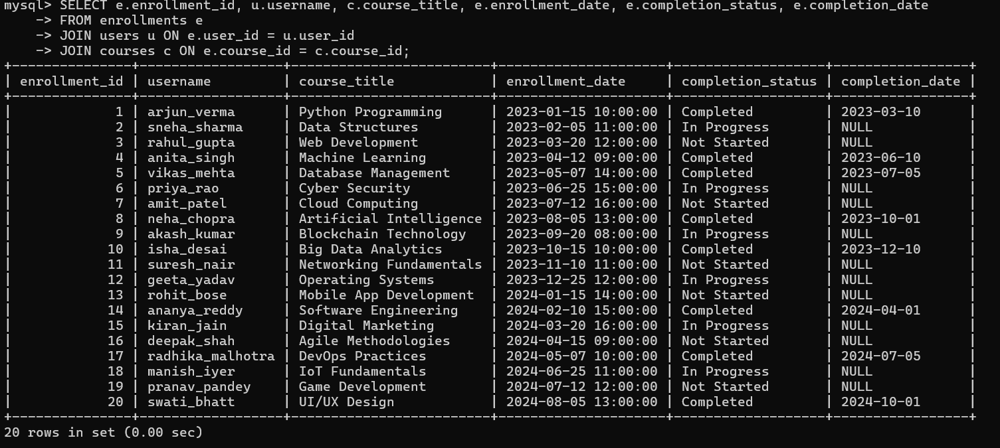 mysql> SELECT e.enrollment_id, u.username, c.course_title, e.enrollment_date, e.completion_status, e.completion_date
    -> FROM enrollments e
    -> JOIN users u ON e.user_id = u.user_id
    -> JOIN courses c ON e.course_id = c.course_id;
+---------------+------------------+--------------------------+---------------------+-------------------+-----------------+
| enrollment_id | username         | course_title            | enrollment_date     | completion_status | completion_date |
+---------------+------------------+--------------------------+---------------------+-------------------+-----------------+
|             1 | arjun_verma      | Python Programming      | 2023-01-15 10:00:00 | Completed         | 2023-03-10      |
|             2 | sneha_sharma     | Data Structures         | 2023-02-05 11:00:00 | In Progress       | NULL            |
|             3 | rahul_gupta      | Web Development         | 2023-03-20 12:00:00 | Not Started       | NULL            |
|             4 | anita_singh      | Machine Learning        | 2023-04-12 09:00:00 | Completed         | 2023-06-10      |
|             5 | vikas_mehta      | Database Management     | 2023-05-07 14:00:00 | Completed         | 2023-07-05      |
|             6 | priya_rao        | Cyber Security          | 2023-06-25 15:00:00 | In Progress       | NULL            |
|             7 | amit_patel       | Cloud Computing         | 2023-07-12 16:00:00 | Not Started       | NULL            |
|             8 | neha_chopra      | Artificial Intelligence | 2023-08-05 13:00:00 | Completed         | 2023-10-01      |
|             9 | akash_kumar      | Blockchain Technology   | 2023-09-20 08:00:00 | In Progress       | NULL            |
|            10 | isha_desai       | Big Data Analytics      | 2023-10-15 10:00:00 | Completed         | 2023-12-10      |
|            11 | suresh_nair      | Networking Fundamentals | 2023-11-10 11:00:00 | Not Started       | NULL            |
|            12 | geeta_yadav      | Operating Systems       | 2023-12-25 12:00:00 | In Progress       | NULL            |
|            13 | rohit_bose       | Mobile App Development  | 2024-01-15 14:00:00 | Not Started       | NULL            |
|            14 | ananya_reddy     | Software Engineering    | 2024-02-10 15:00:00 | Completed         | 2024-04-01      |
|            15 | kiran_jain       | Digital Marketing       | 2024-03-20 16:00:00 | In Progress       | NULL            |
|            16 | deepak_shah      | Agile Methodologies     | 2024-04-15 09:00:00 | Not Started       | NULL            |
|            17 | radhika_malhotra | DevOps Practices        | 2024-05-07 10:00:00 | Completed         | 2024-07-05      |
|            18 | manish_iyer      | IoT Fundamentals        | 2024-06-25 11:00:00 | In Progress       | NULL            |
|            19 | pranav_pandey    | Game Development        | 2024-07-12 12:00:00 | Not Started       | NULL            |
|            20 | swati_bhatt      | UI/UX Design            | 2024-08-05 13:00:00 | Completed         | 2024-10-01      |
+---------------+------------------+--------------------------+---------------------+-------------------+-----------------+
20 rows in set (0.00 sec)